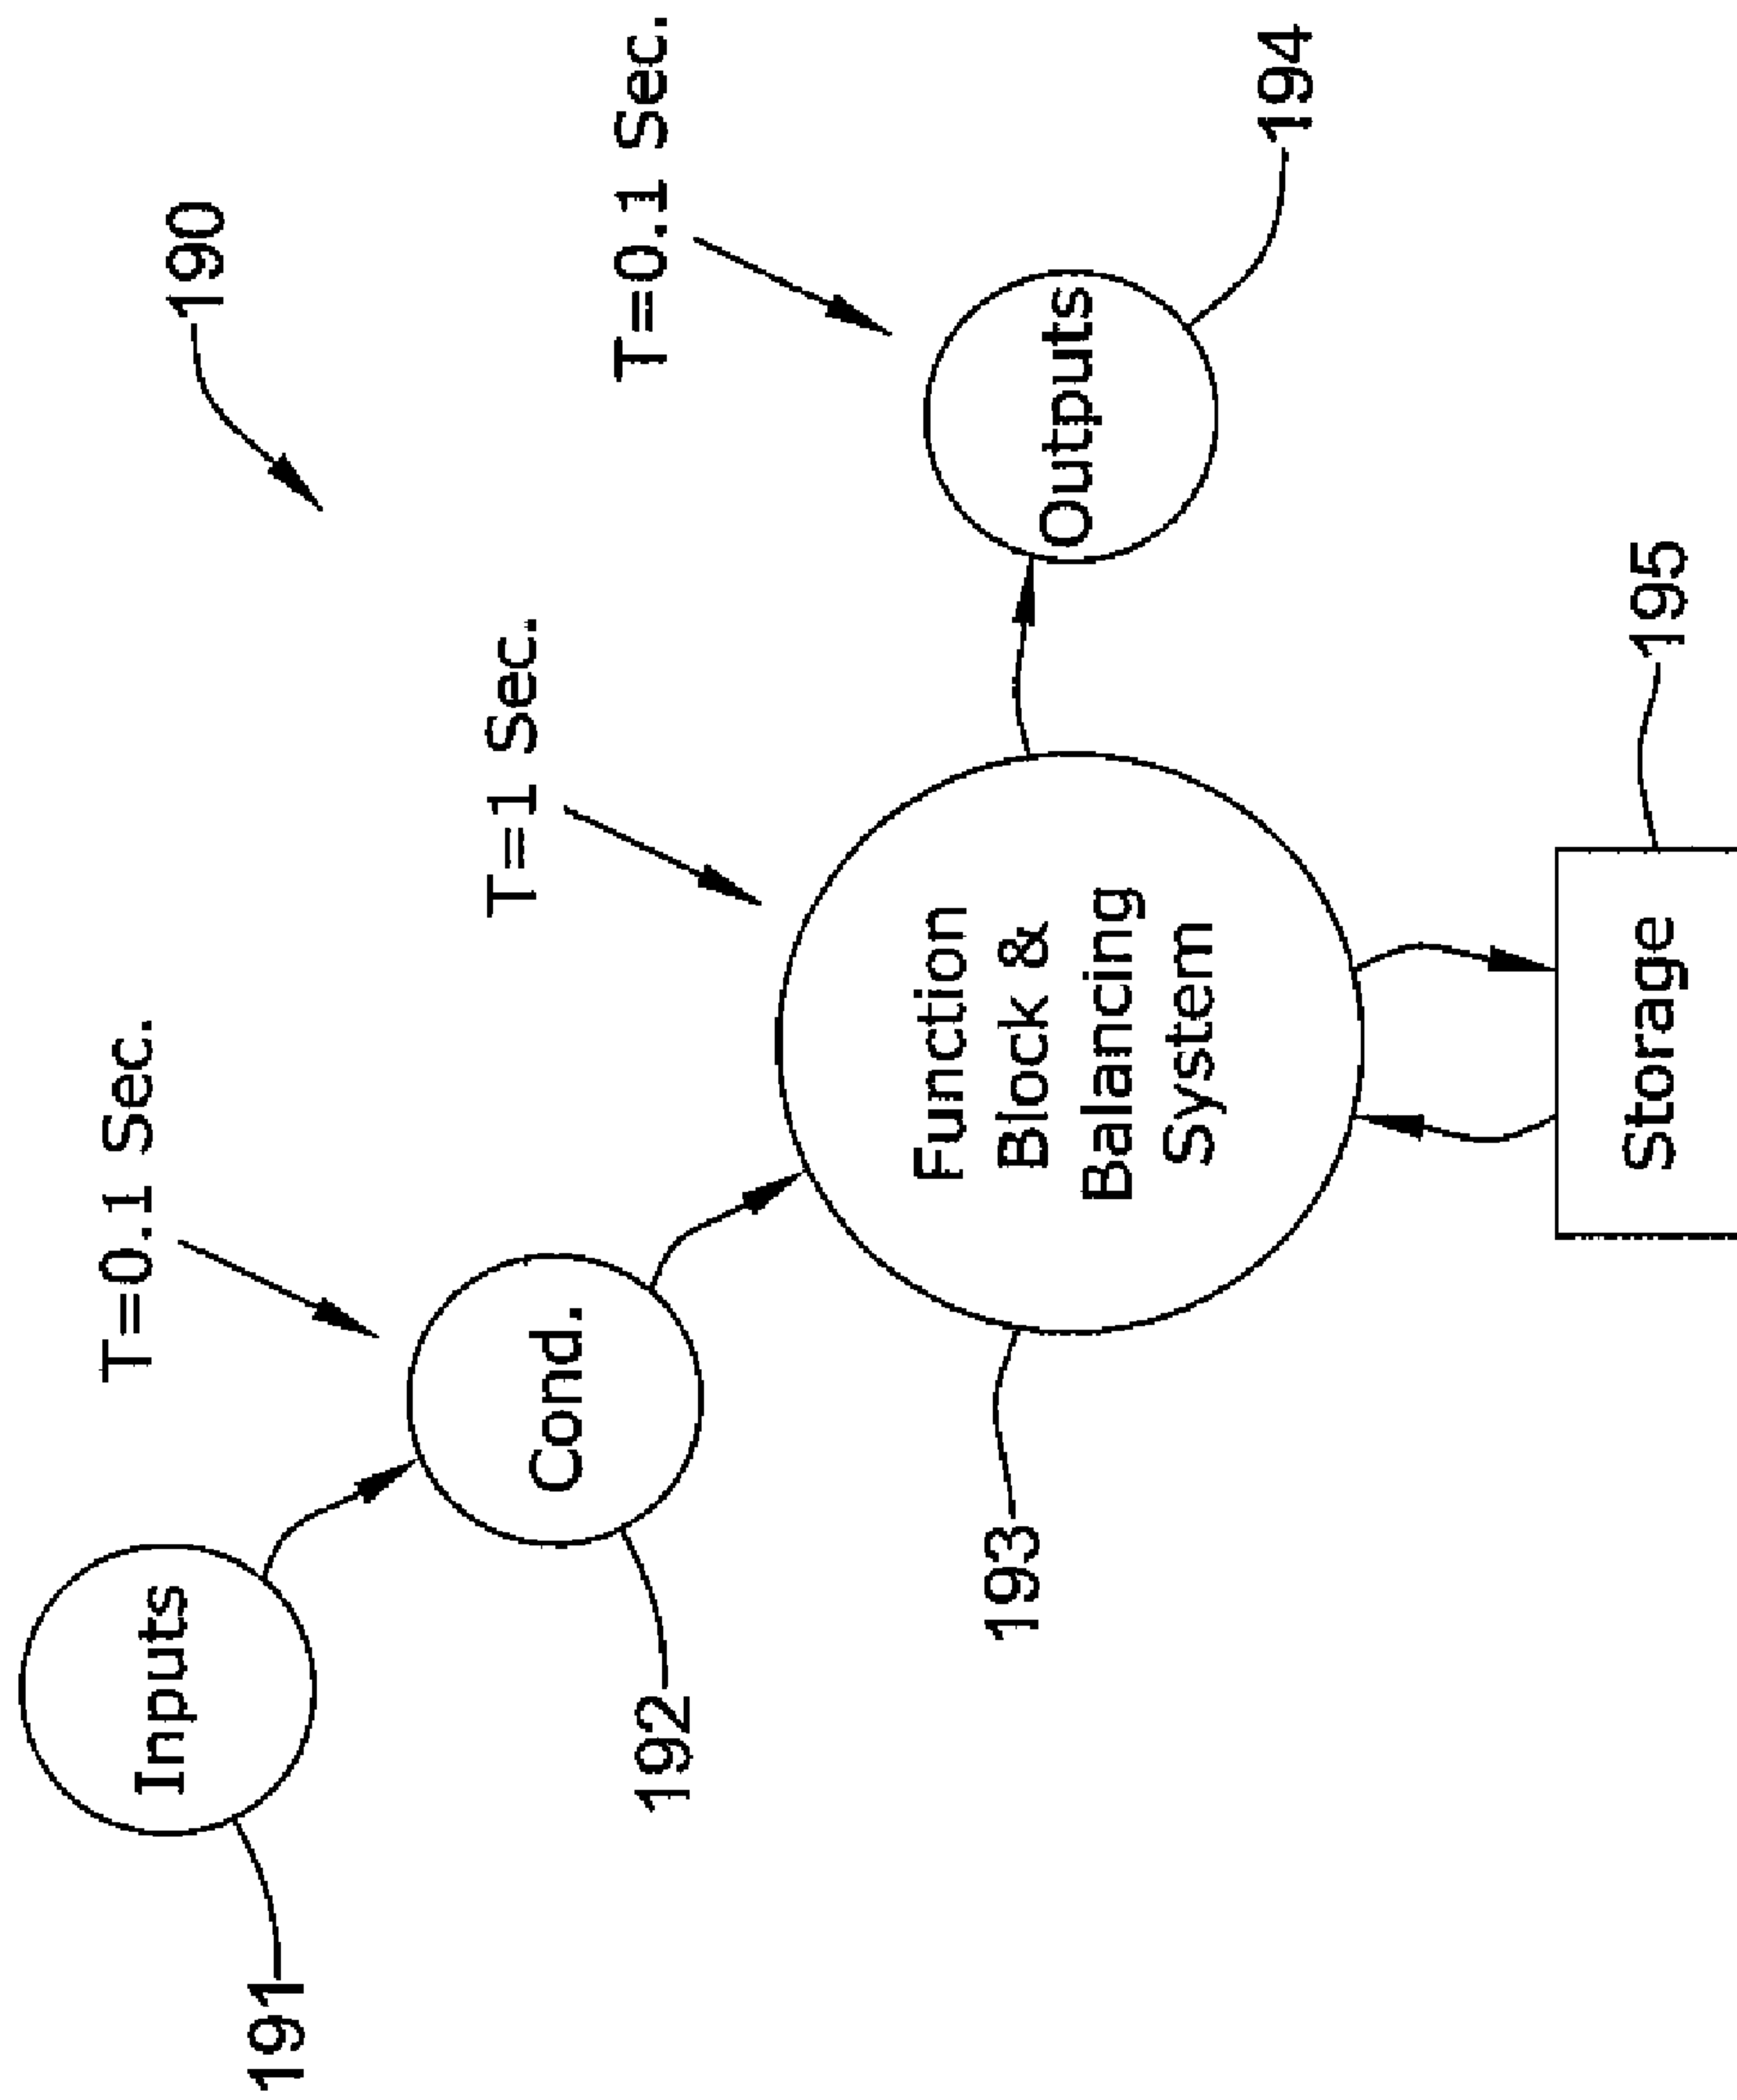 190
T=0.1 Sec.
T=1 Sec.
T=0.1 Sec.
Inputs
191
Cond.
192
Function
Block &
Balancing
System
193
Outputs
194
Storage
195